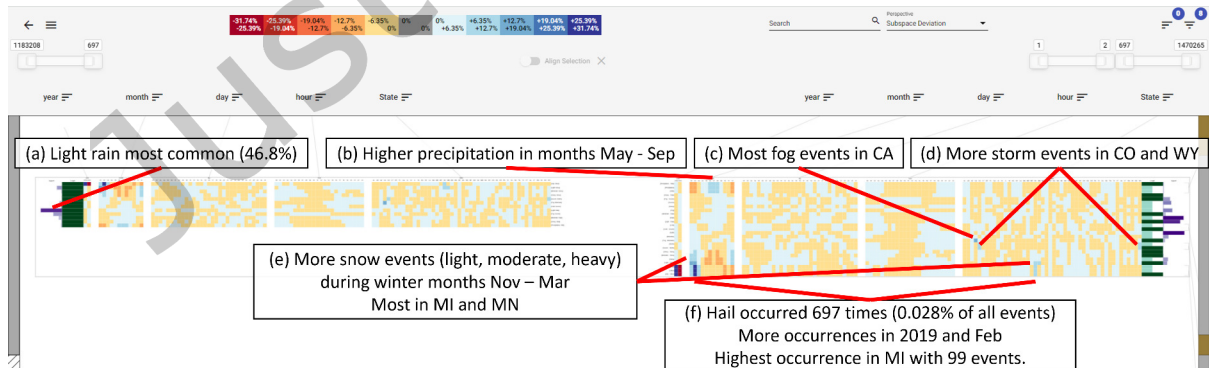 -31.74% -25.39% -19.04% -12.7% -6.35% 0% 0% +6.35% +12.7% +19.04% +25.39%
-25.39% -19.04% -12.7% -6.35% 0% 0% +6.35% +12.7% +19.04% +25.39% +31.74%
Search
Perspective
Subspace Deviation
0 8
1183208 697
Align Selection
1 2 697 1470265
year month day hour State
year month day hour State
Just
(a) Light rain most common (46.8%)
(b) Higher precipitation in months May - Sep
(c) Most fog events in CA
(d) More storm events in CO and WY
(e) More snow events (light, moderate, heavy)
during winter months Nov – Mar
Most in MI and MN
(f) Hail occurred 697 times (0.028% of all events)
More occurrences in 2019 and Feb
Highest occurrence in MI with 99 events.